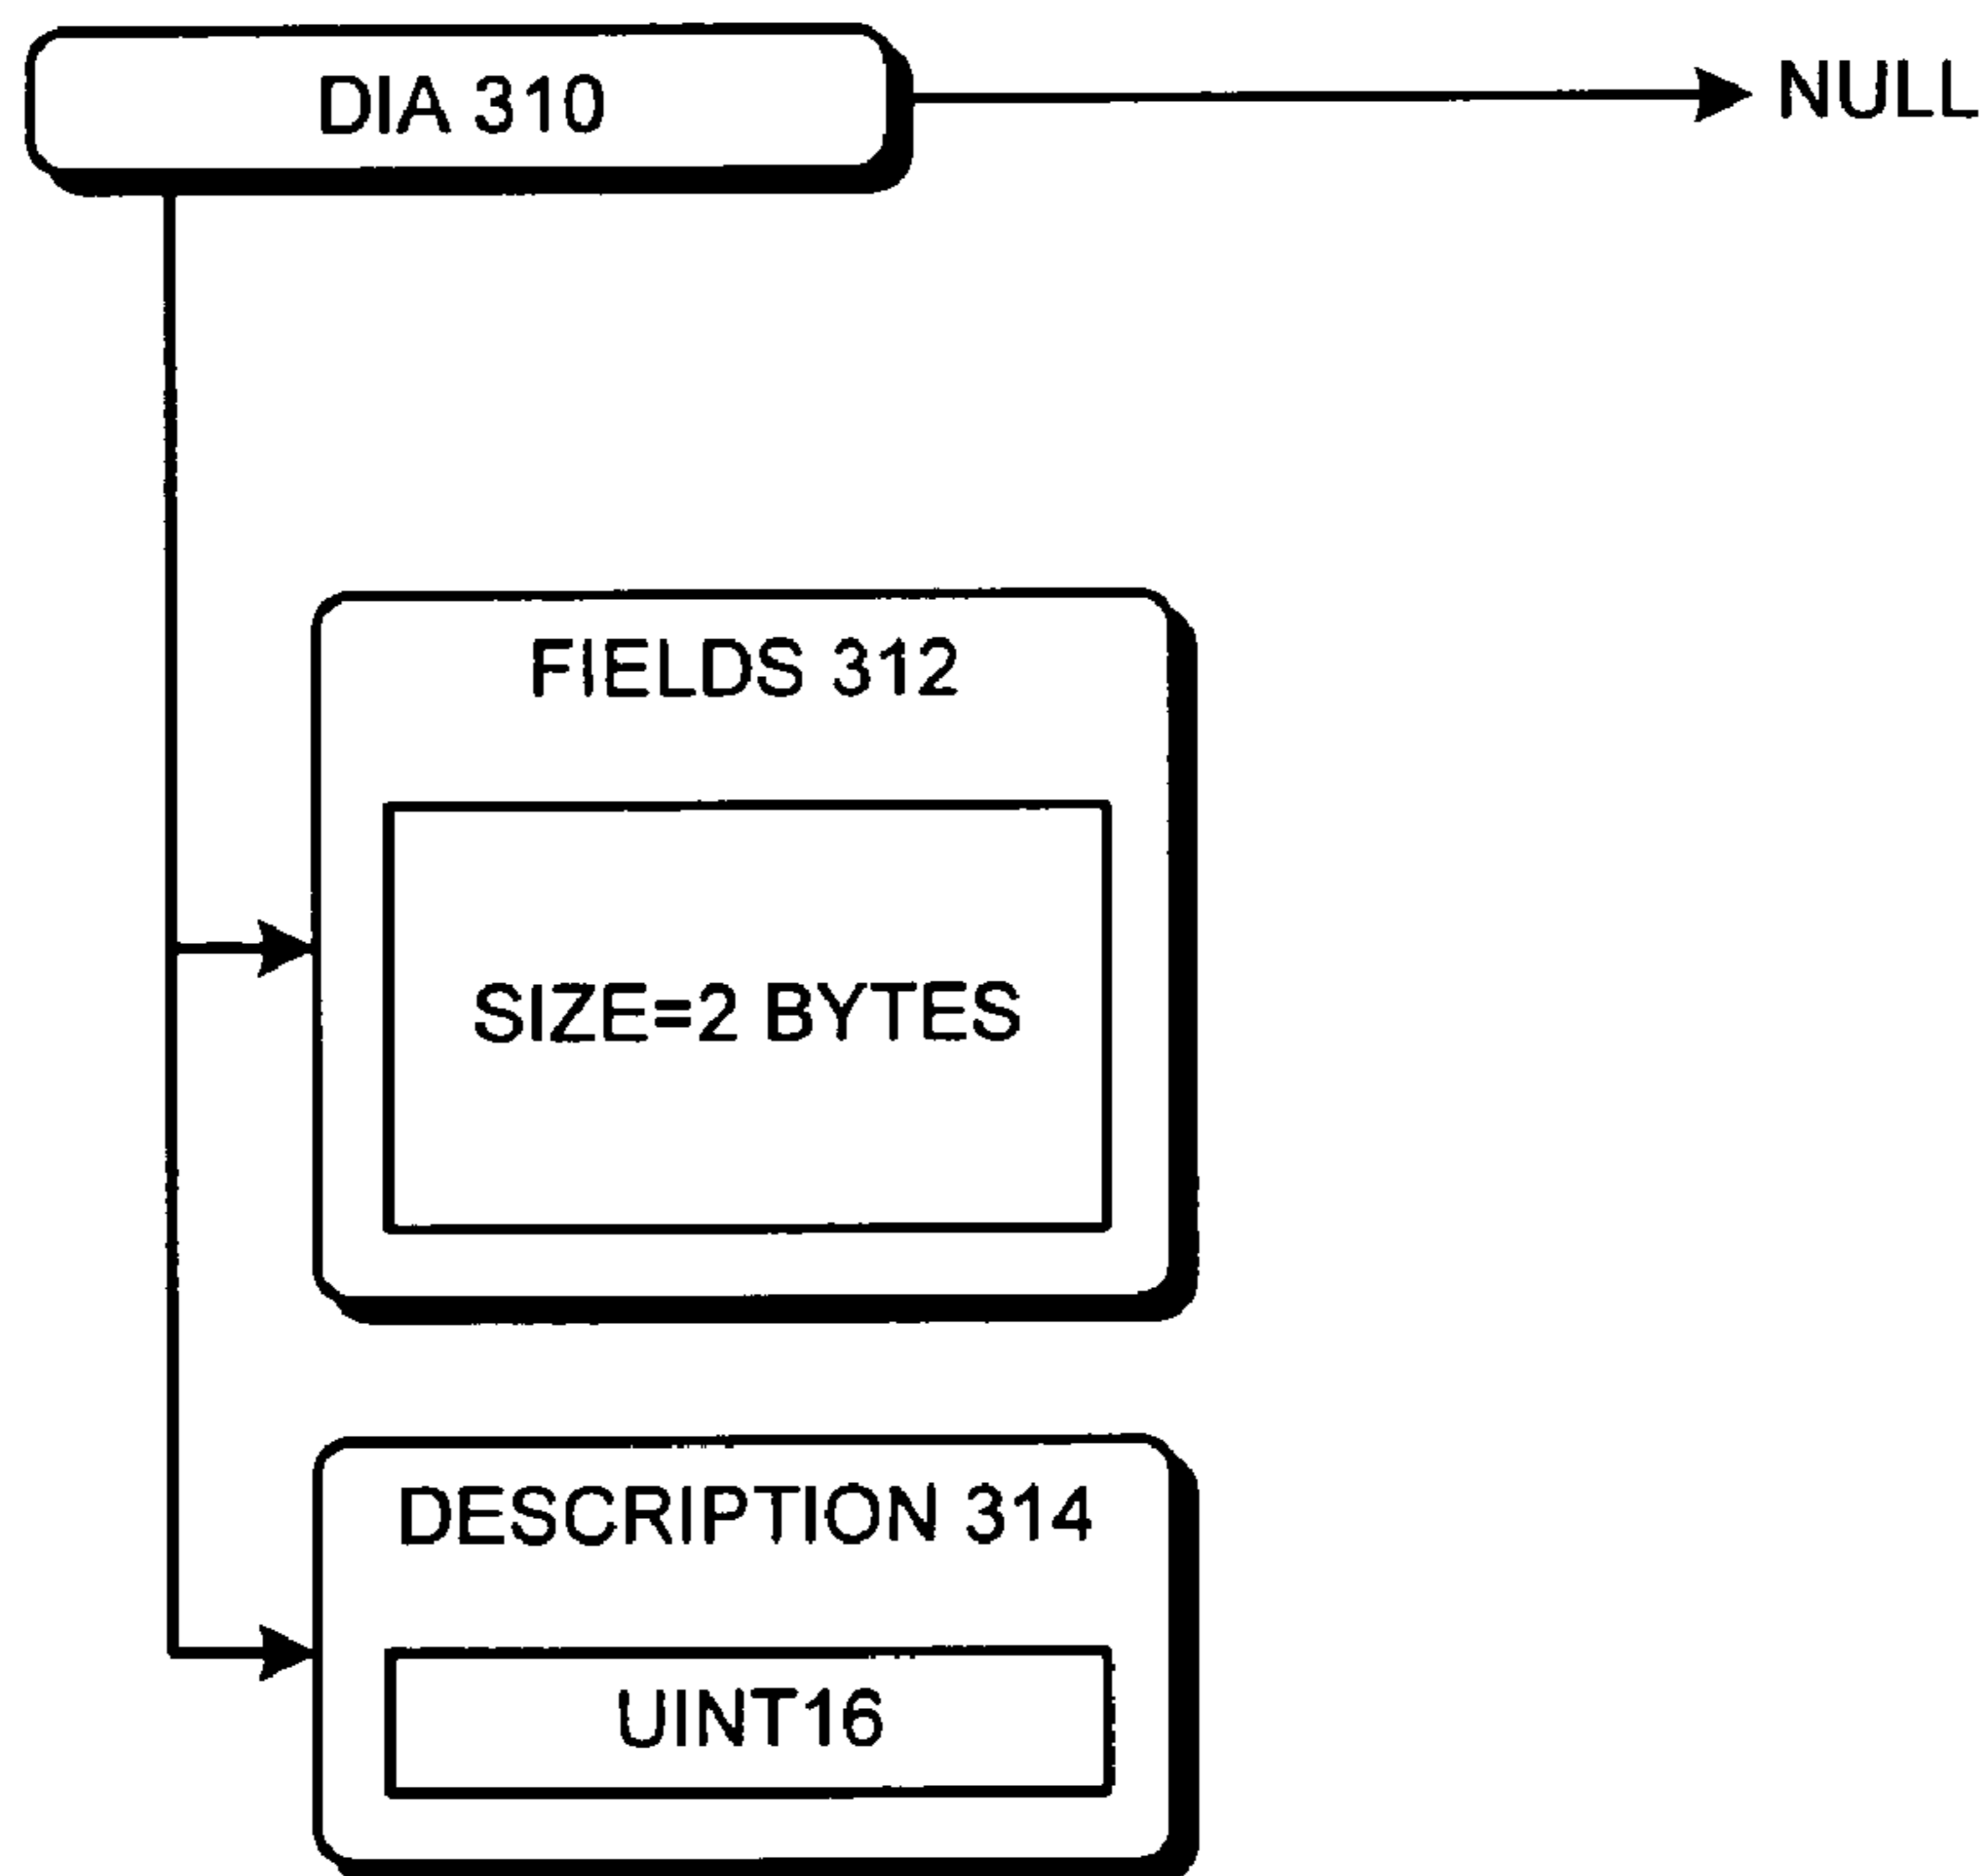 DIA 310
NULL
FIELDS 312
SIZE=2 BYTES
DESCRIPTION 314
UINT16